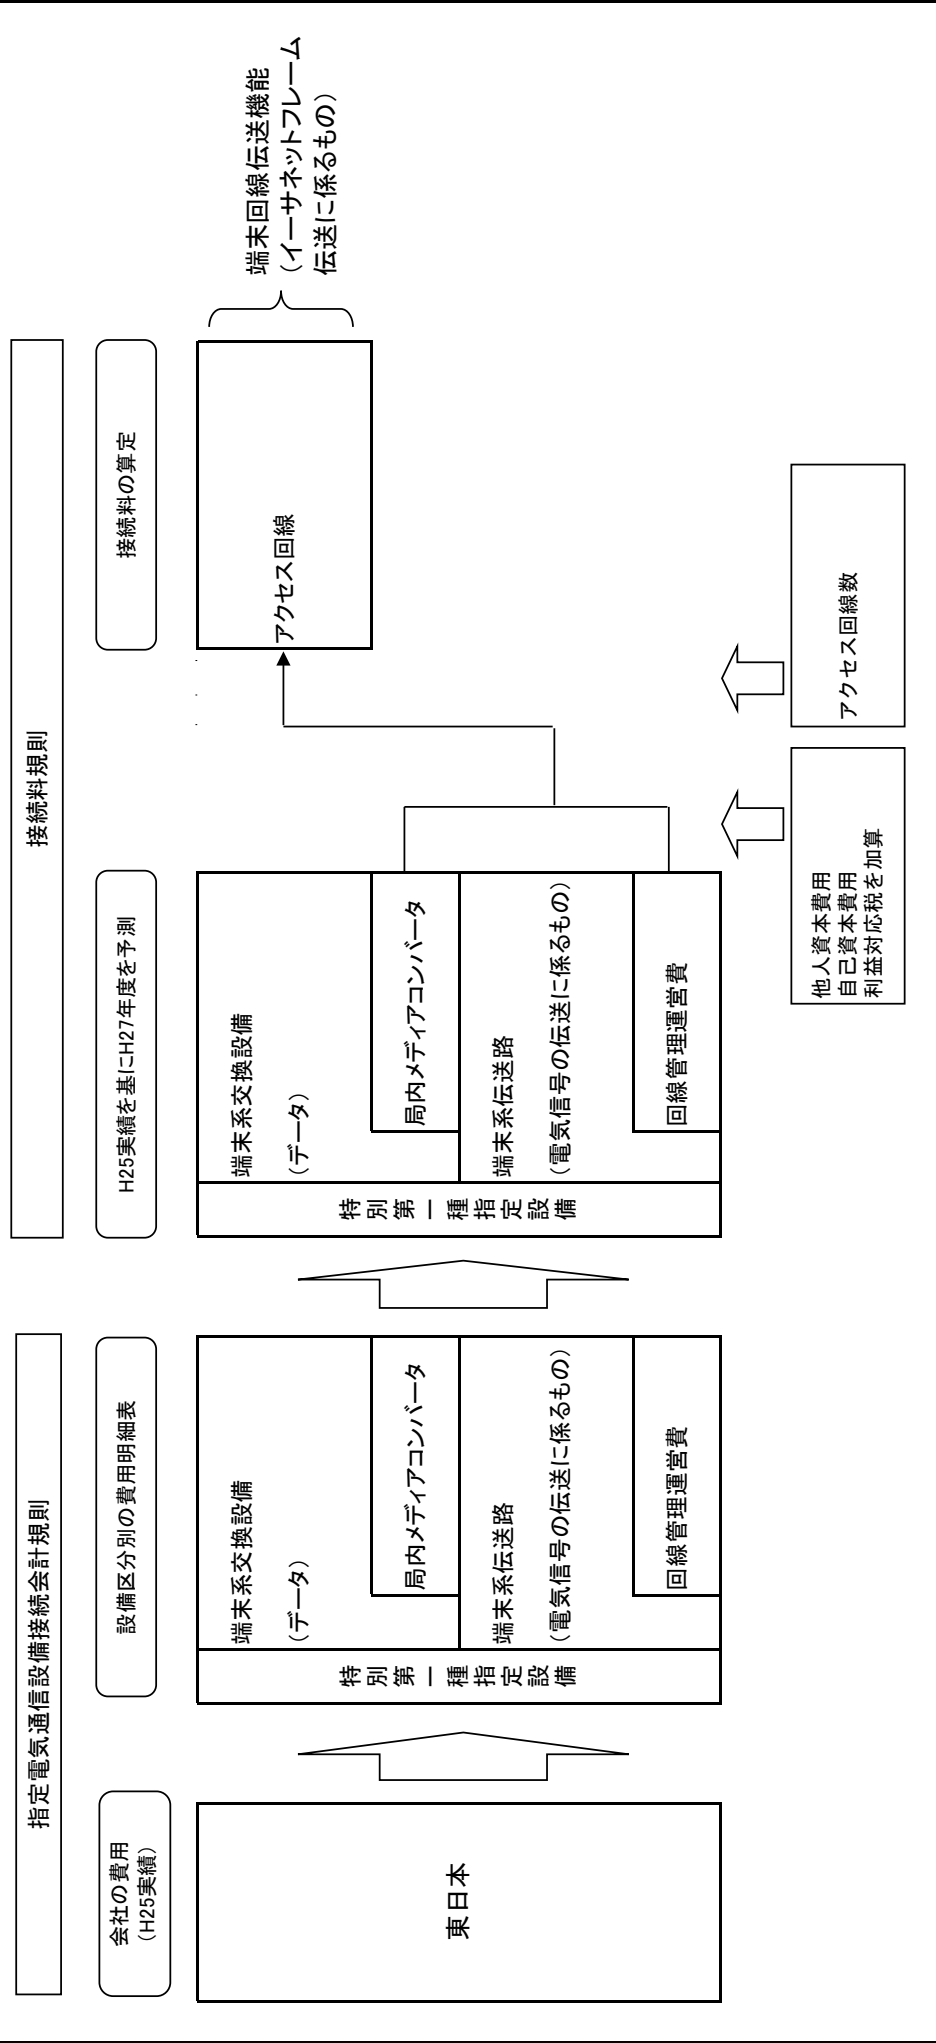 指定電気通信設備接続会計規則
接続料規則
会社の費用
（H25実績）
設備区分別の費用明細表
H25実績を基にH27年度を予測
接続料の算定
東日本
特別第一種指定設備
端末系交換設備
（データ）
局内メディアコンバータ
端末系伝送路
（電気信号の伝送に係るもの）
回線管理運営費
特別第一種指定設備
端末系交換設備
（データ）
局内メディアコンバータ
端末系伝送路
（電気信号の伝送に係るもの）
回線管理運営費
アクセス回線
端末回線伝送機能
（イーサネットフレーム
伝送に係るもの）
他人資本費用
自己資本費用
利益対応税を加算
アクセス回線数